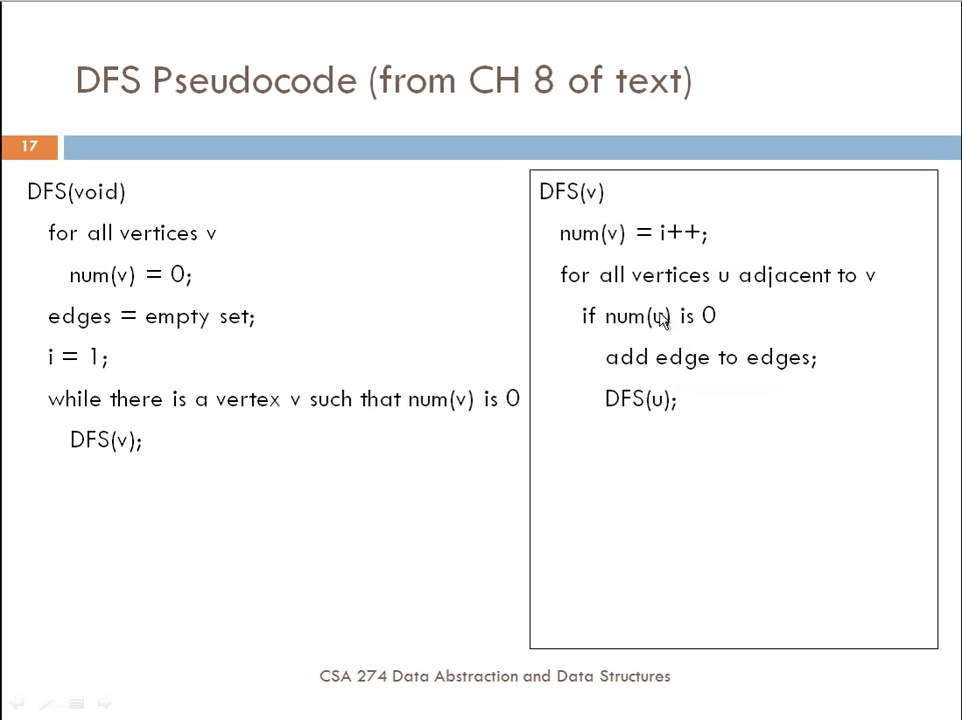 DFS Pseudocode (from CH 8 of text)
17
DFS(void)
for all vertices v
num(v) = 0;
edges = empty set;
i = 1;
while there is a vertex v such that num(v) is 0
DFS(v);
DFS(v)
num(v) = i++;
for all vertices u adjacent to v
if num(u) is 0
add edge to edges;
DFS(u);
CSA 274 Data Abstraction and Data Structures